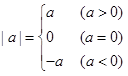 |a| = { a (a > 0)
0 (a = 0)
−a (a < 0)